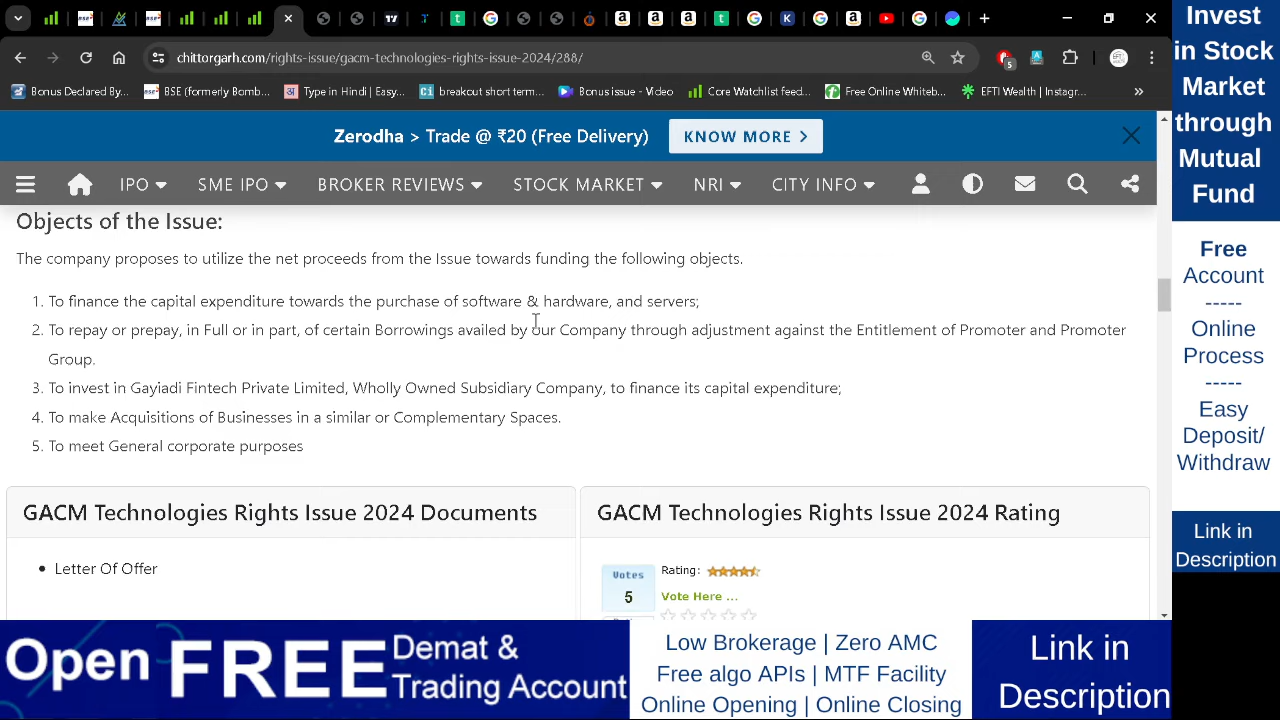 chittorgarh.com/rights-issue/gacm-technologies-rights-issue-2024/288/
5
Bonus Declared By...
BSE (formerly Bomb...
Type in Hindi | Easy...
breakout short term...
Bonus issue - Video
Core Watchlist feed...
Free Online Whiteb...
EFTI Wealth | Instagr...
Zerodha > Trade @ ₹20 (Free Delivery)
KNOW MORE >
IPO
SME IPO
BROKER REVIEWS
STOCK MARKET
NRI
CITY INFO
Objects of the Issue:
The company proposes to utilize the net proceeds from the Issue towards funding the following objects.
1. To finance the capital expenditure towards the purchase of software & hardware, and servers;
2. To repay or prepay, in Full or in part, of certain Borrowings availed by our Company through adjustment against the Entitlement of Promoter and Promoter
Group.
3. To invest in Gayiadi Fintech Private Limited, Wholly Owned Subsidiary Company, to finance its capital expenditure;
4. To make Acquisitions of Businesses in a similar or Complementary Spaces.
5. To meet General corporate purposes
GACM Technologies Rights Issue 2024 Documents
• Letter Of Offer
GACM Technologies Rights Issue 2024 Rating
Votes
5
Rating:
Vote Here ...
Invest
in Stock
Market
through
Mutual
Fund
Free
Account
-----
Online
Process
-----
Easy
Deposit/
Withdraw
Link in
Description
Open FREE
Demat &
Trading Account
Low Brokerage | Zero AMC
Free algo APIs | MTF Facility
Online Opening | Online Closing
Link in
Description